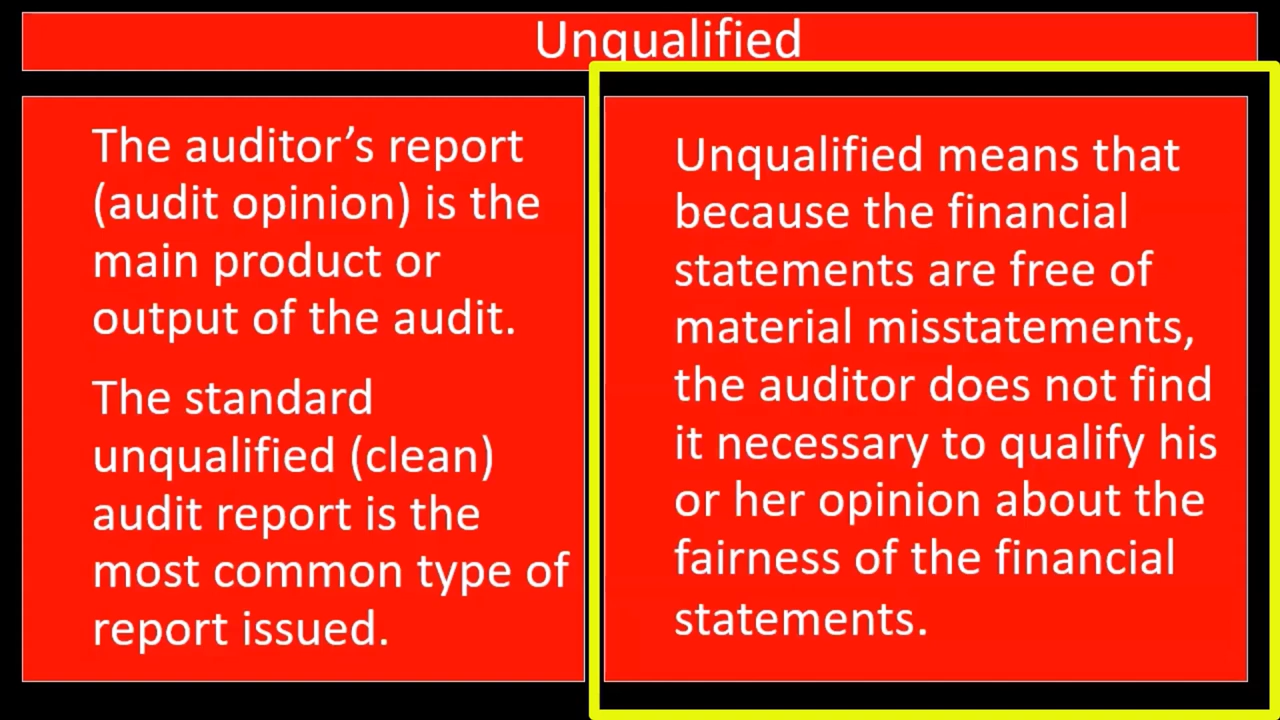 Unqualified
The auditor’s report
(audit opinion) is the
main product or
output of the audit.
The standard
unqualified (clean)
audit report is the
most common type of
report issued.
Unqualified means that
because the financial
statements are free of
material misstatements,
the auditor does not find
it necessary to qualify his
or her opinion about the
fairness of the financial
statements.